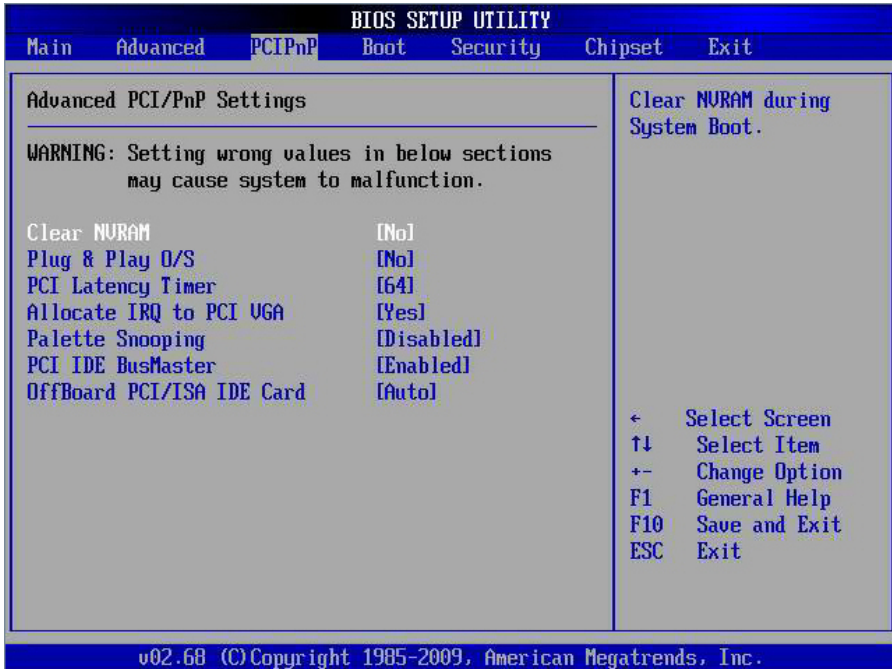 BIOS SETUP UTILITY
Main Advanced PCIPnP Boot Security Chipset Exit
Advanced PCI/PnP Settings
WARNING: Setting wrong values in below sections
may cause system to malfunction.
Clear NVRAM [No]
Plug & Play O/S [No]
PCI Latency Timer [64]
Allocate IRQ to PCI VGA [Yes]
Palette Snooping [Disabled]
PCI IDE BusMaster [Enabled]
OffBoard PCI/ISA IDE Card [Auto]
Clear NVRAM during
System Boot.
← Select Screen
↑↓ Select Item
+- Change Option
F1 General Help
F10 Save and Exit
ESC Exit
v02.68 (C)Copyright 1985-2009, American Megatrends, Inc.